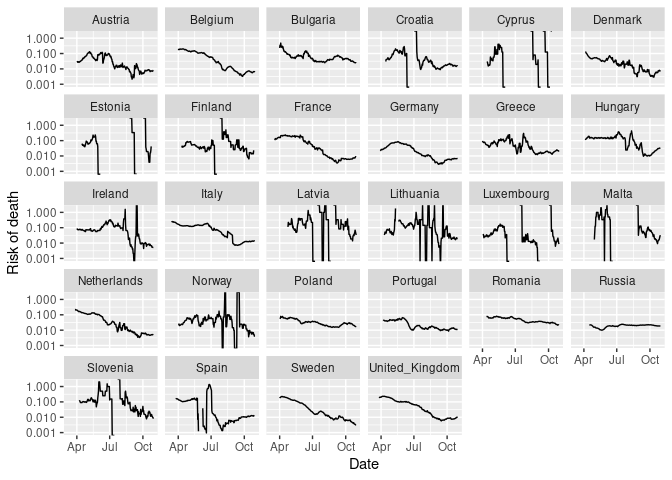 Austria Belgium Bulgaria Croatia Cyprus Denmark
1.000
0.100
0.010
0.001
Estonia Finland France Germany Greece Hungary
1.000
0.100
0.010
0.001
Ireland Italy Latvia Lithuania Luxembourg Malta
1.000
0.100
0.010
0.001
Netherlands Norway Poland Portugal Romania Russia
1.000
0.100
0.010
0.001
Apr Jul Oct Apr Jul Oct
Slovenia Spain Sweden United_Kingdom
1.000
0.100
0.010
0.001
Apr Jul Oct Apr Jul Oct Apr Jul Oct Apr Jul Oct
Date
Risk of death